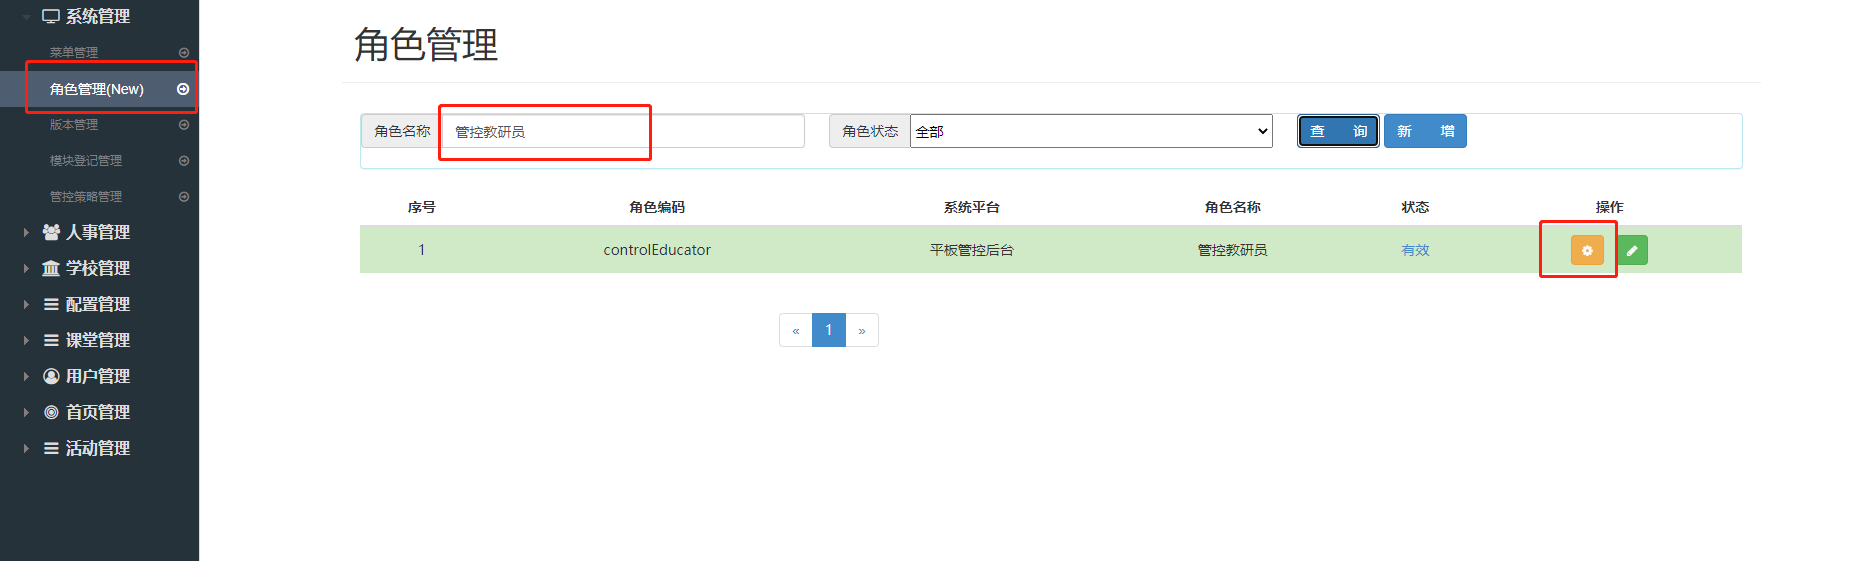 系统管理
菜单管理
角色管理(New)
版本管理
模块登记管理
管控策略管理
人事管理
学校管理
配置管理
课堂管理
用户管理
首页管理
活动管理
角色管理
角色名称 管控教研员 角色状态 全部 查 询 新 增
序号 角色编码 系统平台 角色名称 状态 操作
1 controlEducator 平板管控后台 管控教研员 有效
« 1 »